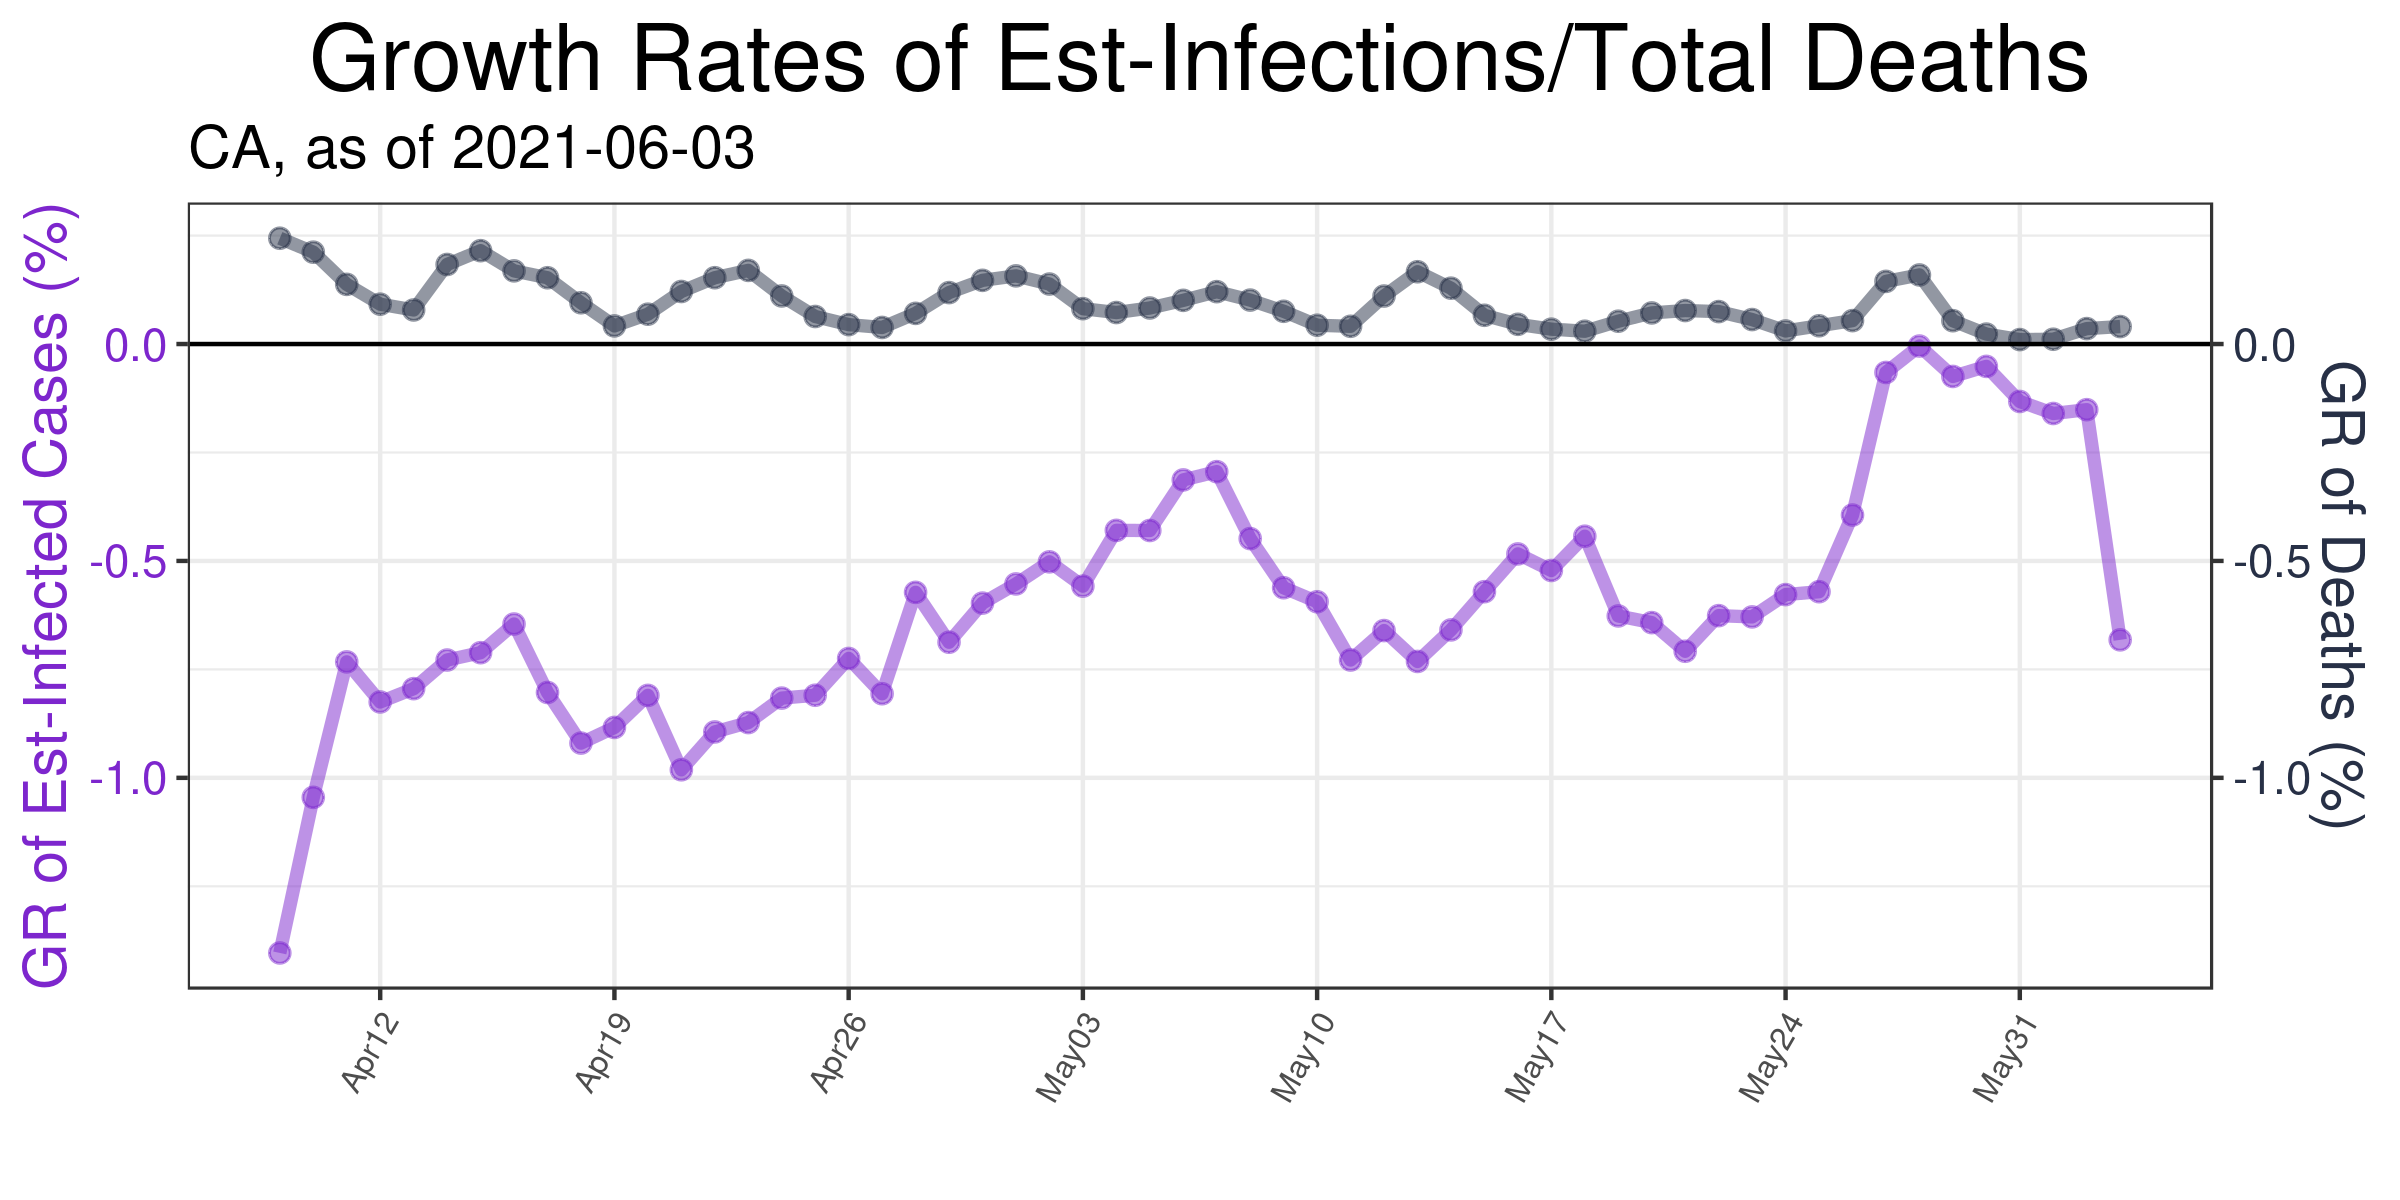 Growth Rates of Est-Infections/Total Deaths
CA, as of 2021-06-03
GR of Est-Infected Cases (%)
0.0
-0.5
-1.0
0.0
-0.5
-1.0
GR of Deaths (%)
Apr12
Apr19
Apr26
May03
May10
May17
May24
May31